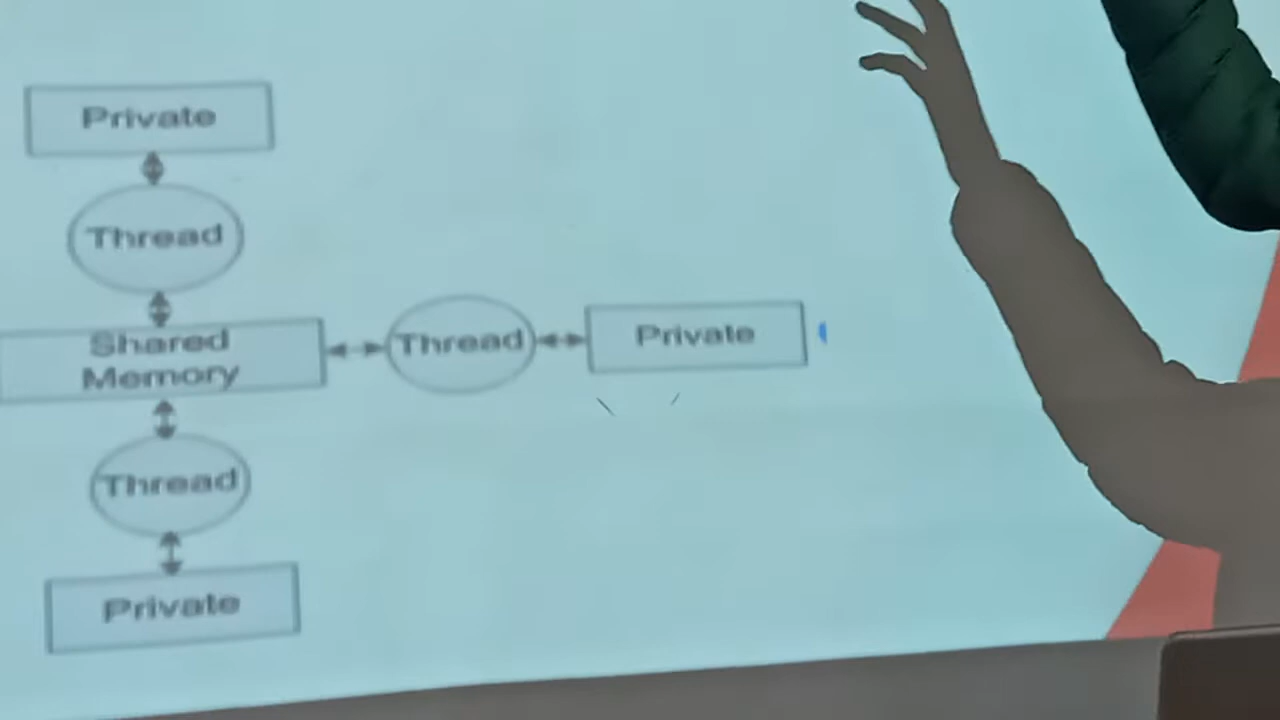 Private
Thread
Shared
Memory
Thread
Private
Thread
Private